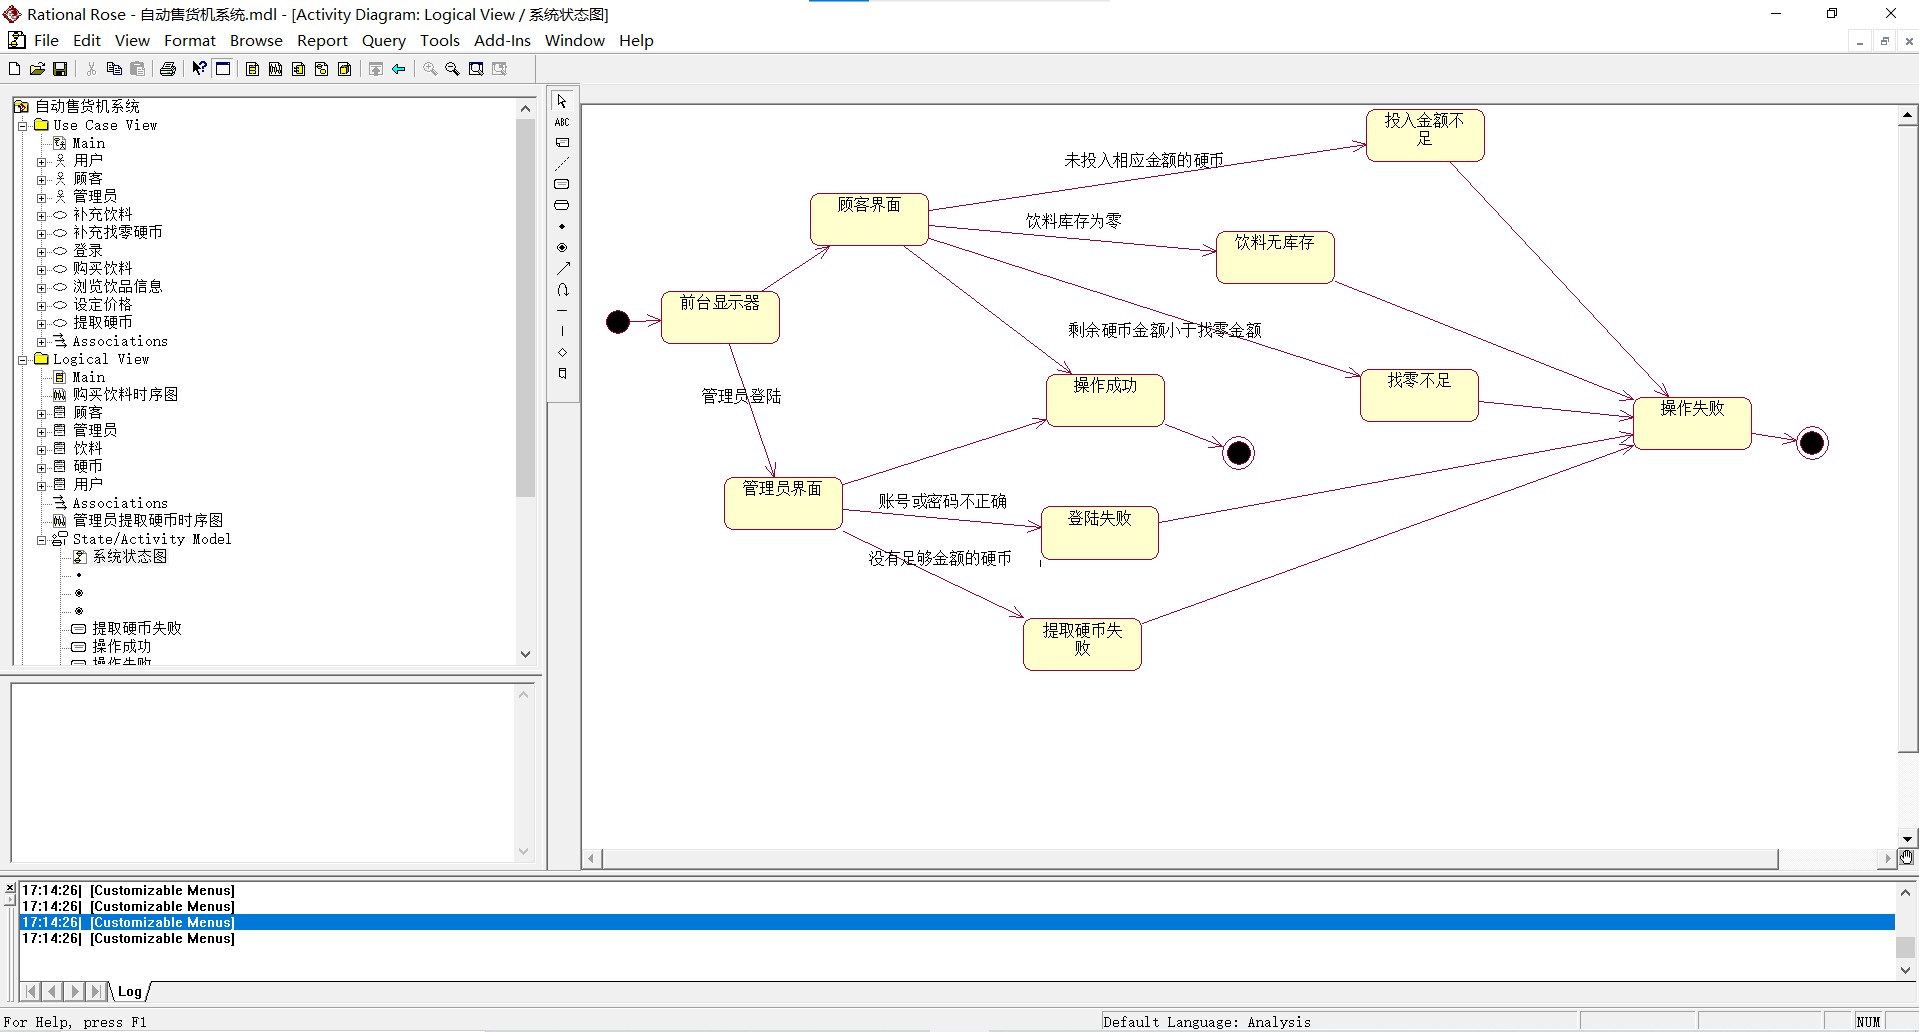 Rational Rose - 自动售货机系统.mdl - [Activity Diagram: Logical View / 系统状态图]
File Edit View Format Browse Report Query Tools Add-Ins Window Help
自动售货机系统
Use Case View
Main
用户
顾客
管理员
补充饮料
补充找零硬币
登录
购买饮料
浏览饮品信息
设定价格
提取硬币
Associations
Logical View
Main
购买饮料时序图
顾客
管理员
饮料
硬币
用户
Associations
管理员提取硬币时序图
State/Activity Model
系统状态图
提取硬币失败
操作成功
操作失败
ABC
投入金额不
足
未投入相应金额的硬币
顾客界面
饮料库存为零
饮料无库存
前台显示器
剩余硬币金额小于找零金额
找零不足
操作成功
管理员登陆
操作失败
管理员界面
账号或密码不正确
登陆失败
没有足够金额的硬币
提取硬币失
败
17:14:26| [Customizable Menus]
17:14:26| [Customizable Menus]
17:14:26| [Customizable Menus]
17:14:26| [Customizable Menus]
Log
For Help, press F1
Default Language: Analysis
NUM